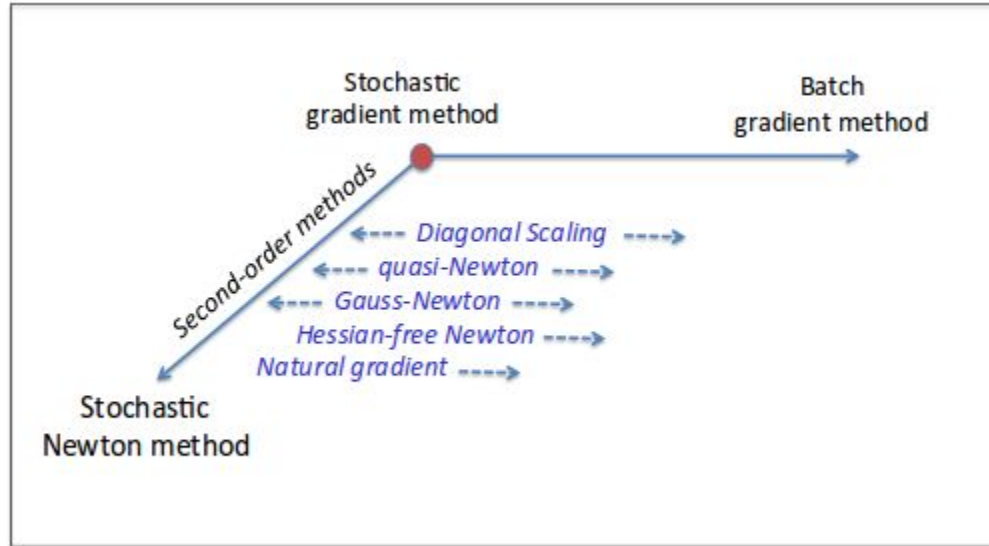 Stochastic
gradient method
Batch
gradient method
Second-order methods
Diagonal Scaling
quasi-Newton
Gauss-Newton
Hessian-free Newton
Natural gradient
Stochastic
Newton method